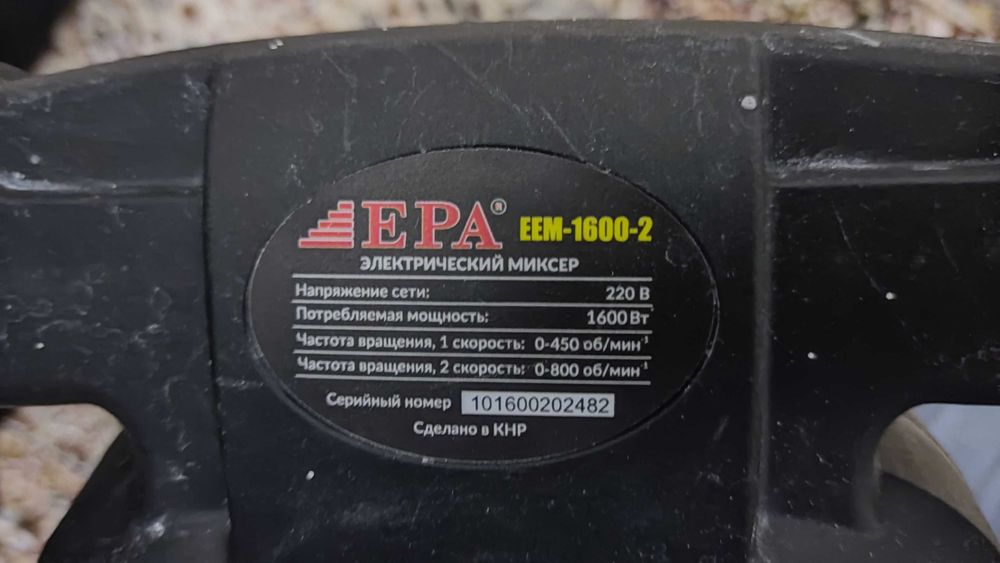 EPA® EEM-1600-2
ЭЛЕКТРИЧЕСКИЙ МИКСЕР
Напряжение сети: 220 В
Потребляемая мощность: 1600 Вт
Частота вращения, 1 скорость: 0-450 об/мин⁻¹
Частота вращения, 2 скорость: 0-800 об/мин⁻¹
Серийный номер 101600202482
Сделано в КНР